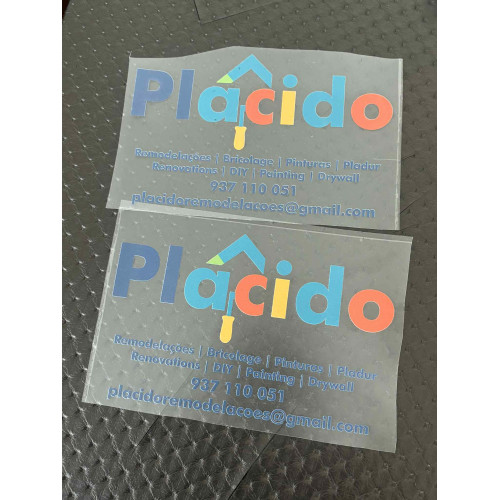 Plácido
Remodelações | Bricolage | Pinturas | Pladur
Renovations | DIY | Painting | Drywall
937 110 051
placidoremodelacoes@gmail.com
Plácido
Remodelações | Bricolage | Pinturas | Pladur
Renovations | DIY | Painting | Drywall
937 110 051
placidoremodelacoes@gmail.com